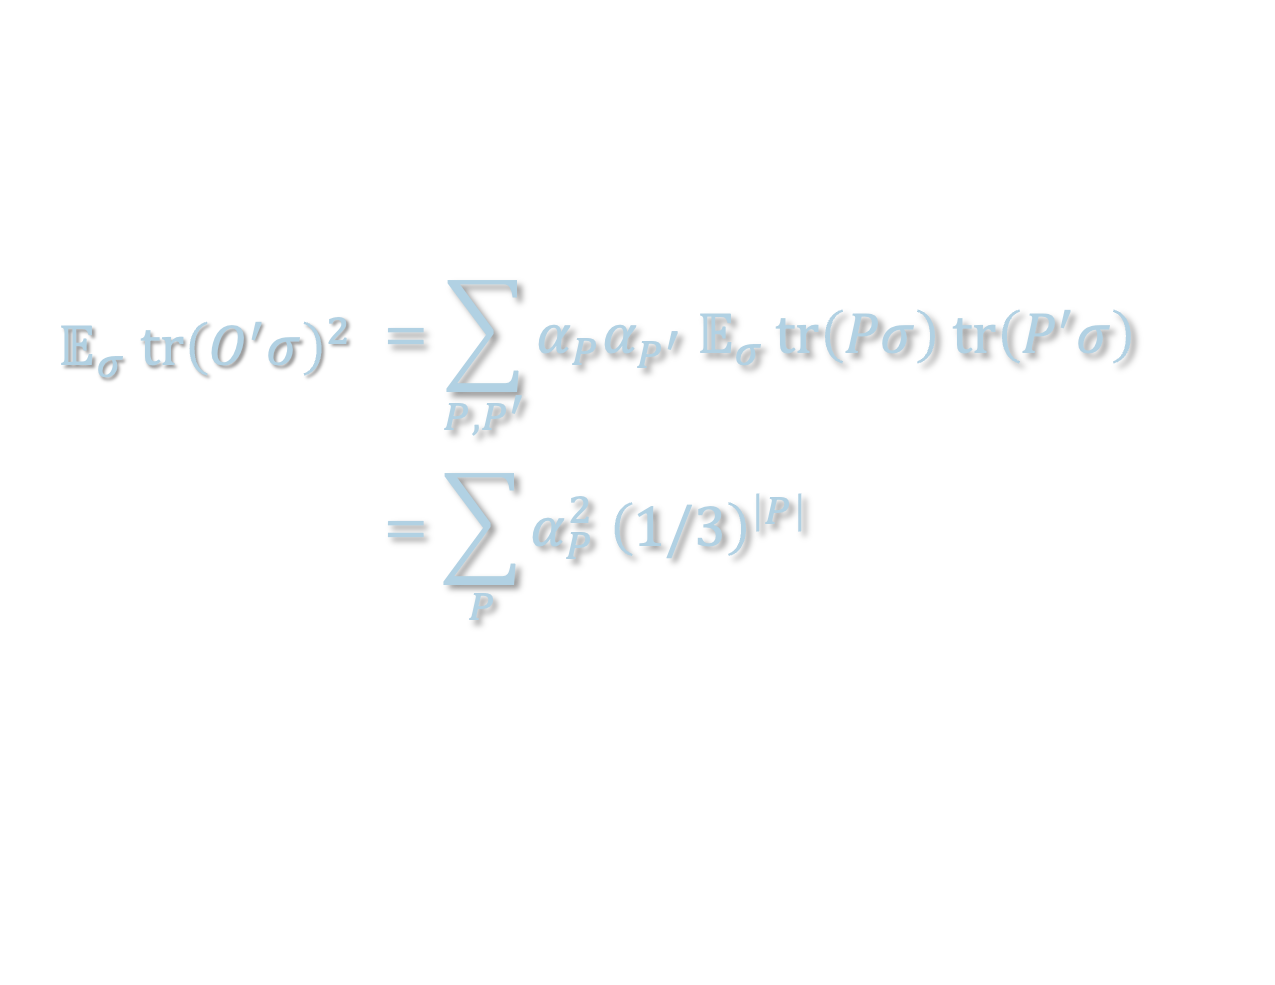 𝔼_σ tr(O′σ)² = ∑_{P,P′} α_P α_{P′} 𝔼_σ tr(Pσ) tr(P′σ)
= ∑_P α_P² (1/3)^{|P|}